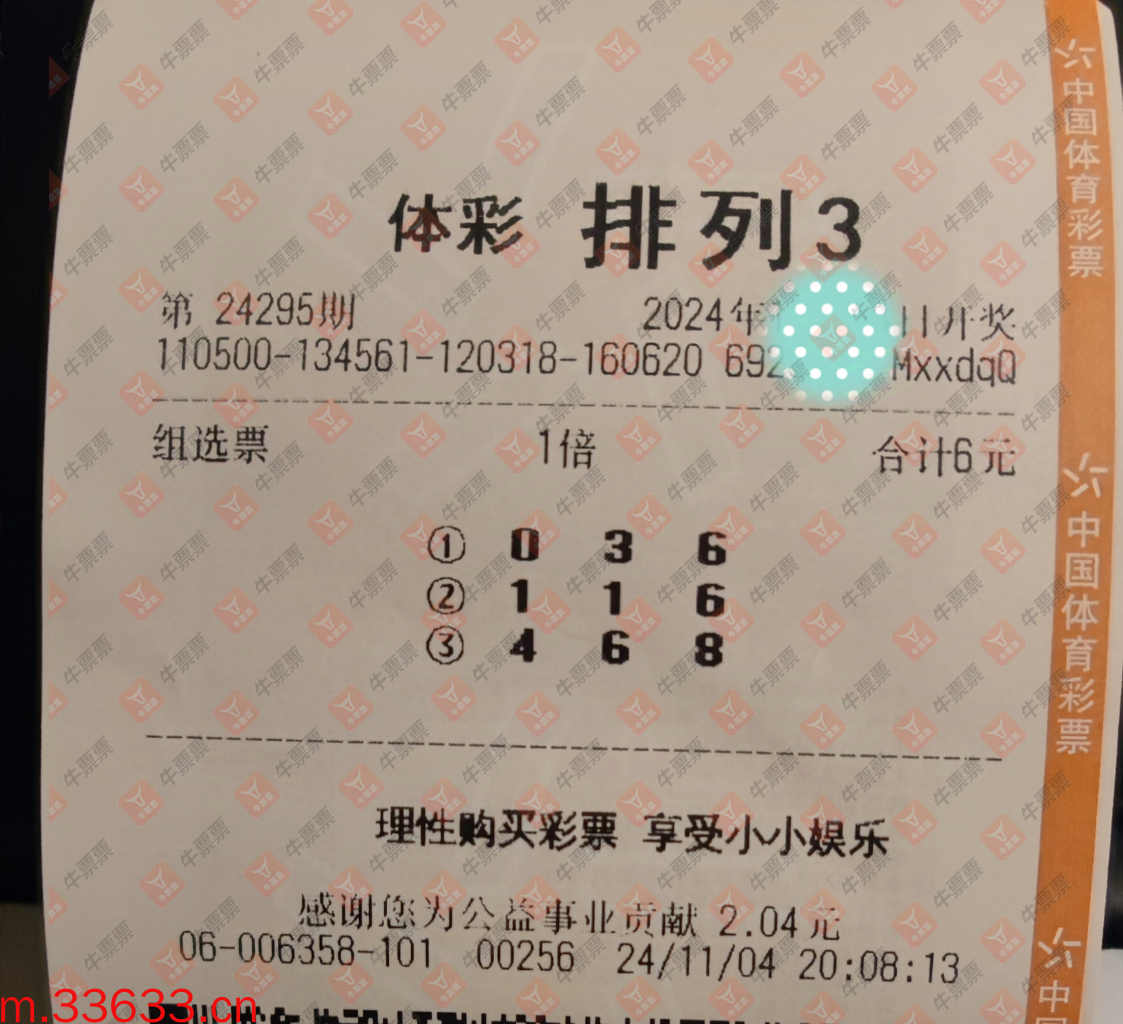 体彩 排列3
第 24295期 2024年 日开奖
110500-134561-120318-160620 692 MxxdqQ
组选票 1倍 合计6元
① 0 3 6
② 1 1 6
③ 4 6 8
理性购买彩票 享受小小娱乐
感谢您为公益事业贡献 2.04元
06-006358-101 00256 24/11/04 20:08:13
m.33633.cn
中国体育彩票
中国体育彩票
中国
牛票票